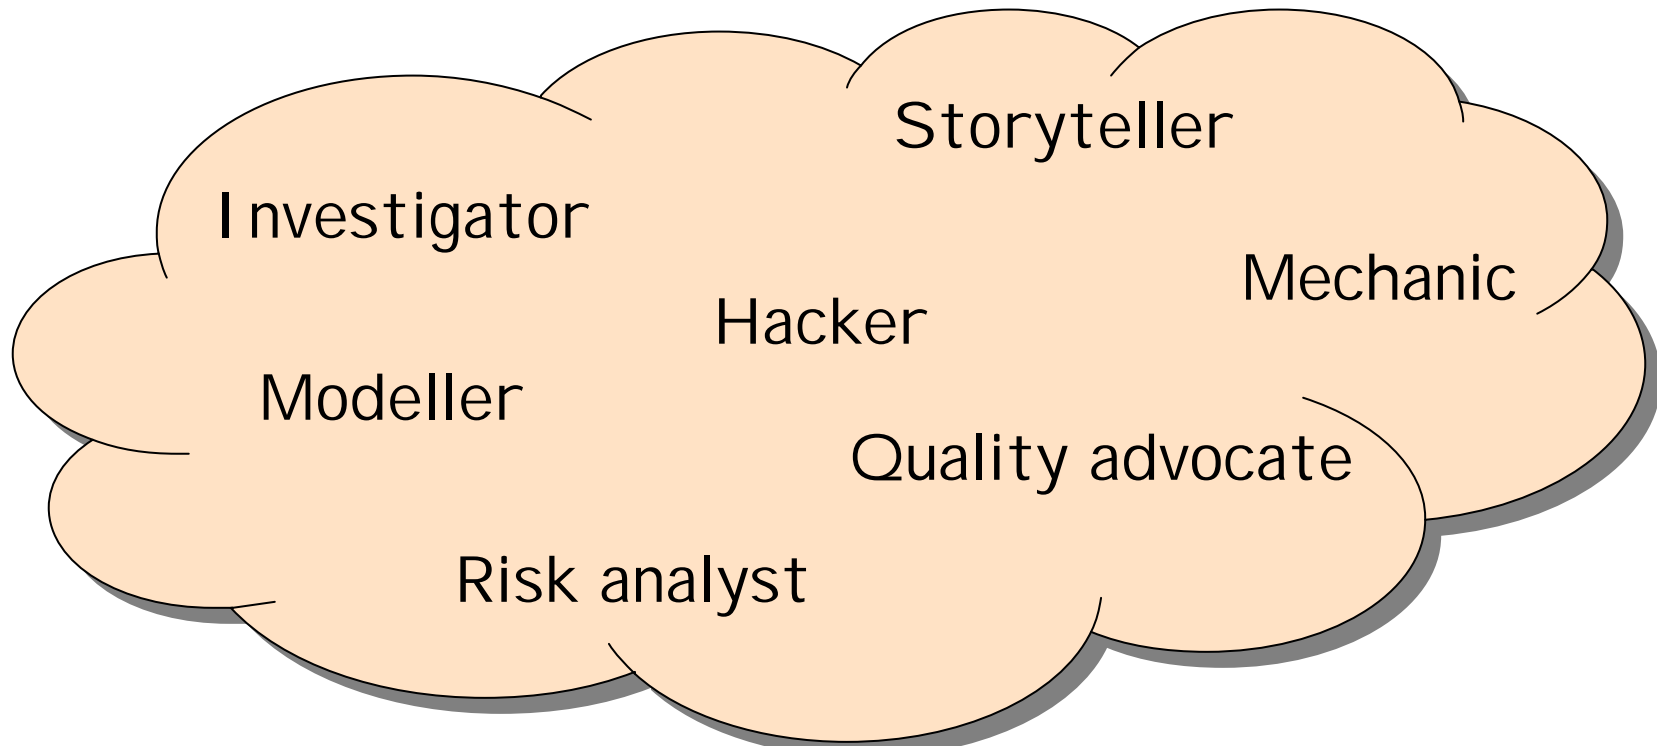 Storyteller
Investigator
Mechanic
Hacker
Modeller
Quality advocate
Risk analyst